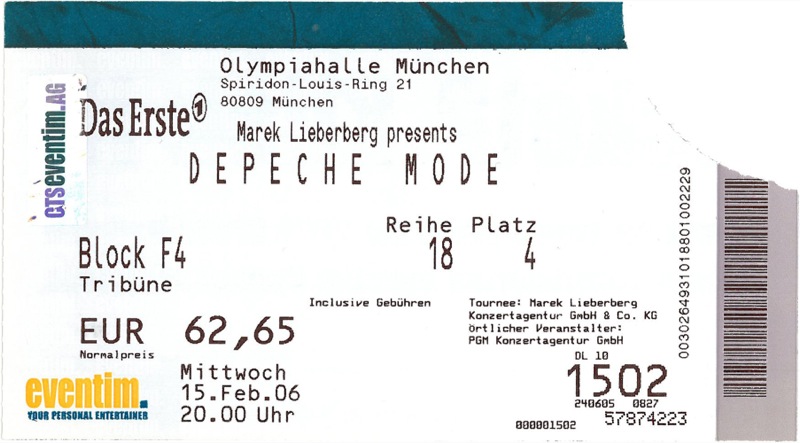 Olympiahalle München
Spiridon-Louis-Ring 21
80809 München
CTSeventim.AG
Das Erste 1
Marek Lieberberg presents
DEPECHE MODE
Reihe Platz
Block F4 18 4
Tribüne
Inclusive Gebühren
Tournee: Marek Lieberberg
Konzertagentur GmbH & Co. KG
örtlicher Veranstalter:
PGM Konzertagentur GmbH
EUR 62,65
Normalpreis
DL 10
1502
240605 0027
000001502 57874223
Mittwoch
15.Feb.06
20.00 Uhr
eventim.
YOUR PERSONAL ENTERTAINER
0030264931018801002229